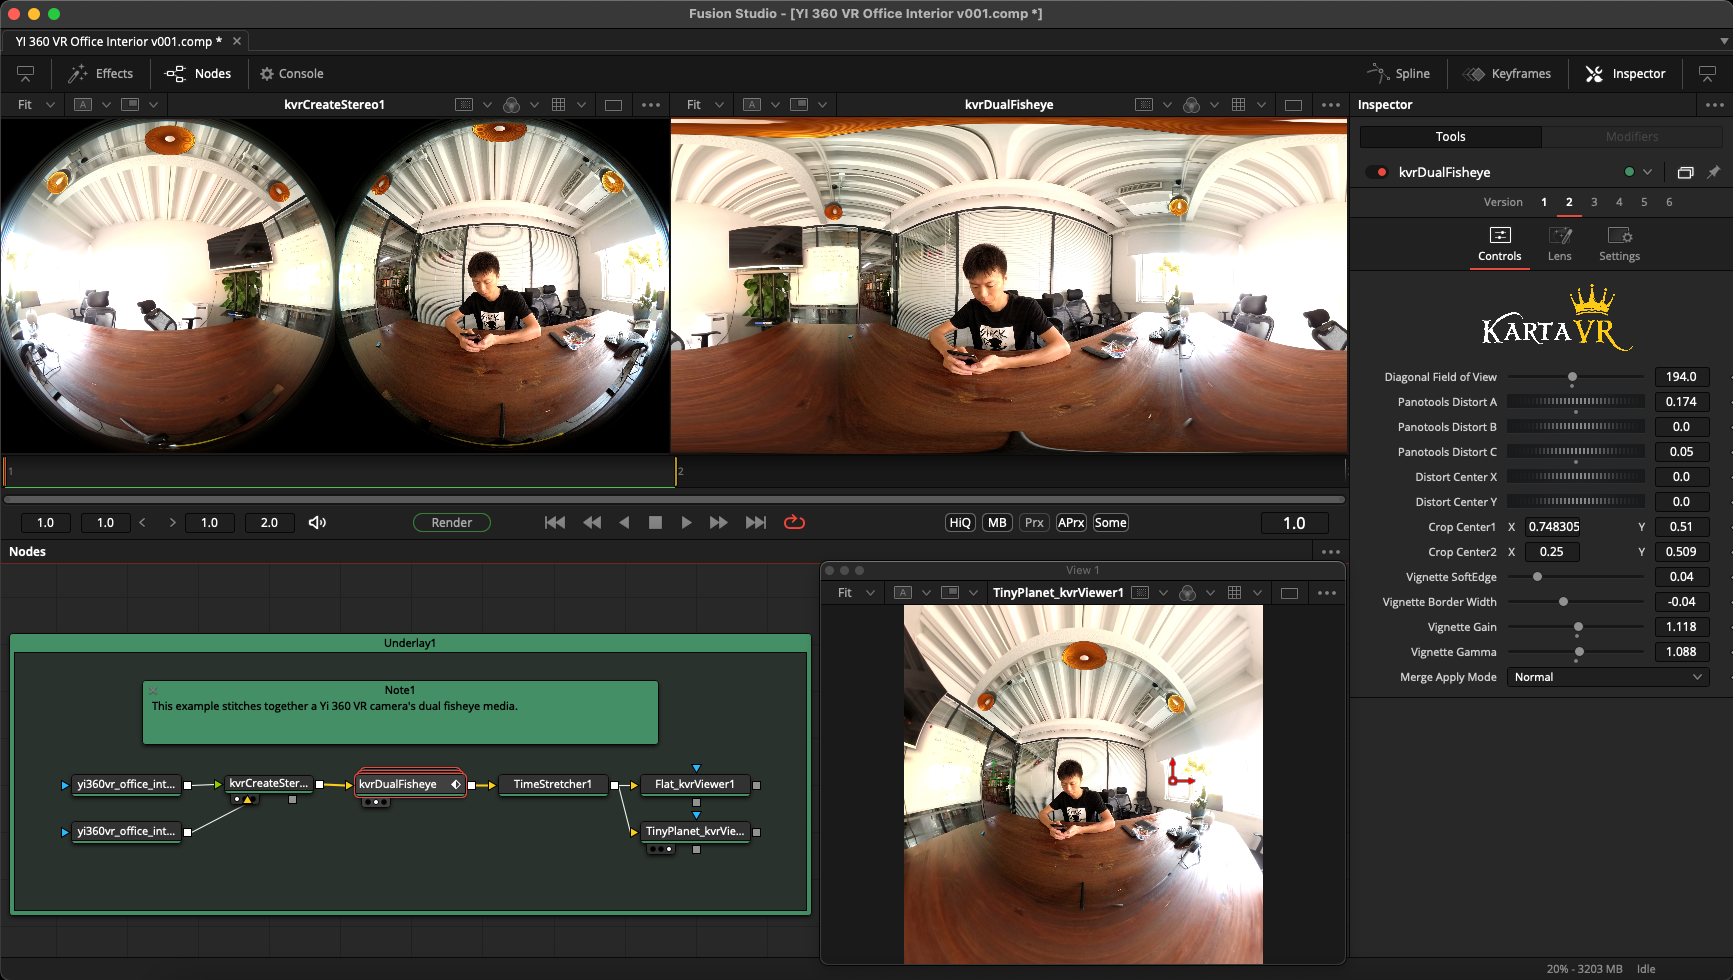 Fusion Studio - [YI 360 VR Office Interior v001.comp *]
YI 360 VR Office Interior v001.comp *
Effects
Nodes
Console
Spline
Keyframes
Inspector
Fit
A
kvrCreateStereo1
Fit
A
kvrDualFisheye
Inspector
Tools
Modifiers
kvrDualFisheye
Version 1 2 3 4 5 6
Controls
Lens
Settings
KARTAVR
Diagonal Field of View 194.0
Panotools Distort A 0.174
Panotools Distort B 0.0
Panotools Distort C 0.05
Distort Center X 0.0
Distort Center Y 0.0
Crop Center1 X 0.748305 Y 0.51
Crop Center2 X 0.25 Y 0.509
Vignette SoftEdge 0.04
Vignette Border Width -0.04
Vignette Gain 1.118
Vignette Gamma 1.088
Merge Apply Mode Normal
1
2
1.0
1.0
1.0
2.0
Render
HiQ
MB
Prx
APrx
Some
1.0
Nodes
Underlay1
Note1
This example stitches together a Yi 360 VR camera's dual fisheye media.
yi360vr_office_int...
kvrCreateSter...
kvrDualFisheye
TimeStretcher1
Flat_kvrViewer1
yi360vr_office_int...
TinyPlanet_kvrVie...
View 1
Fit
A
TinyPlanet_kvrViewer1
20% - 3203 MB
Idle